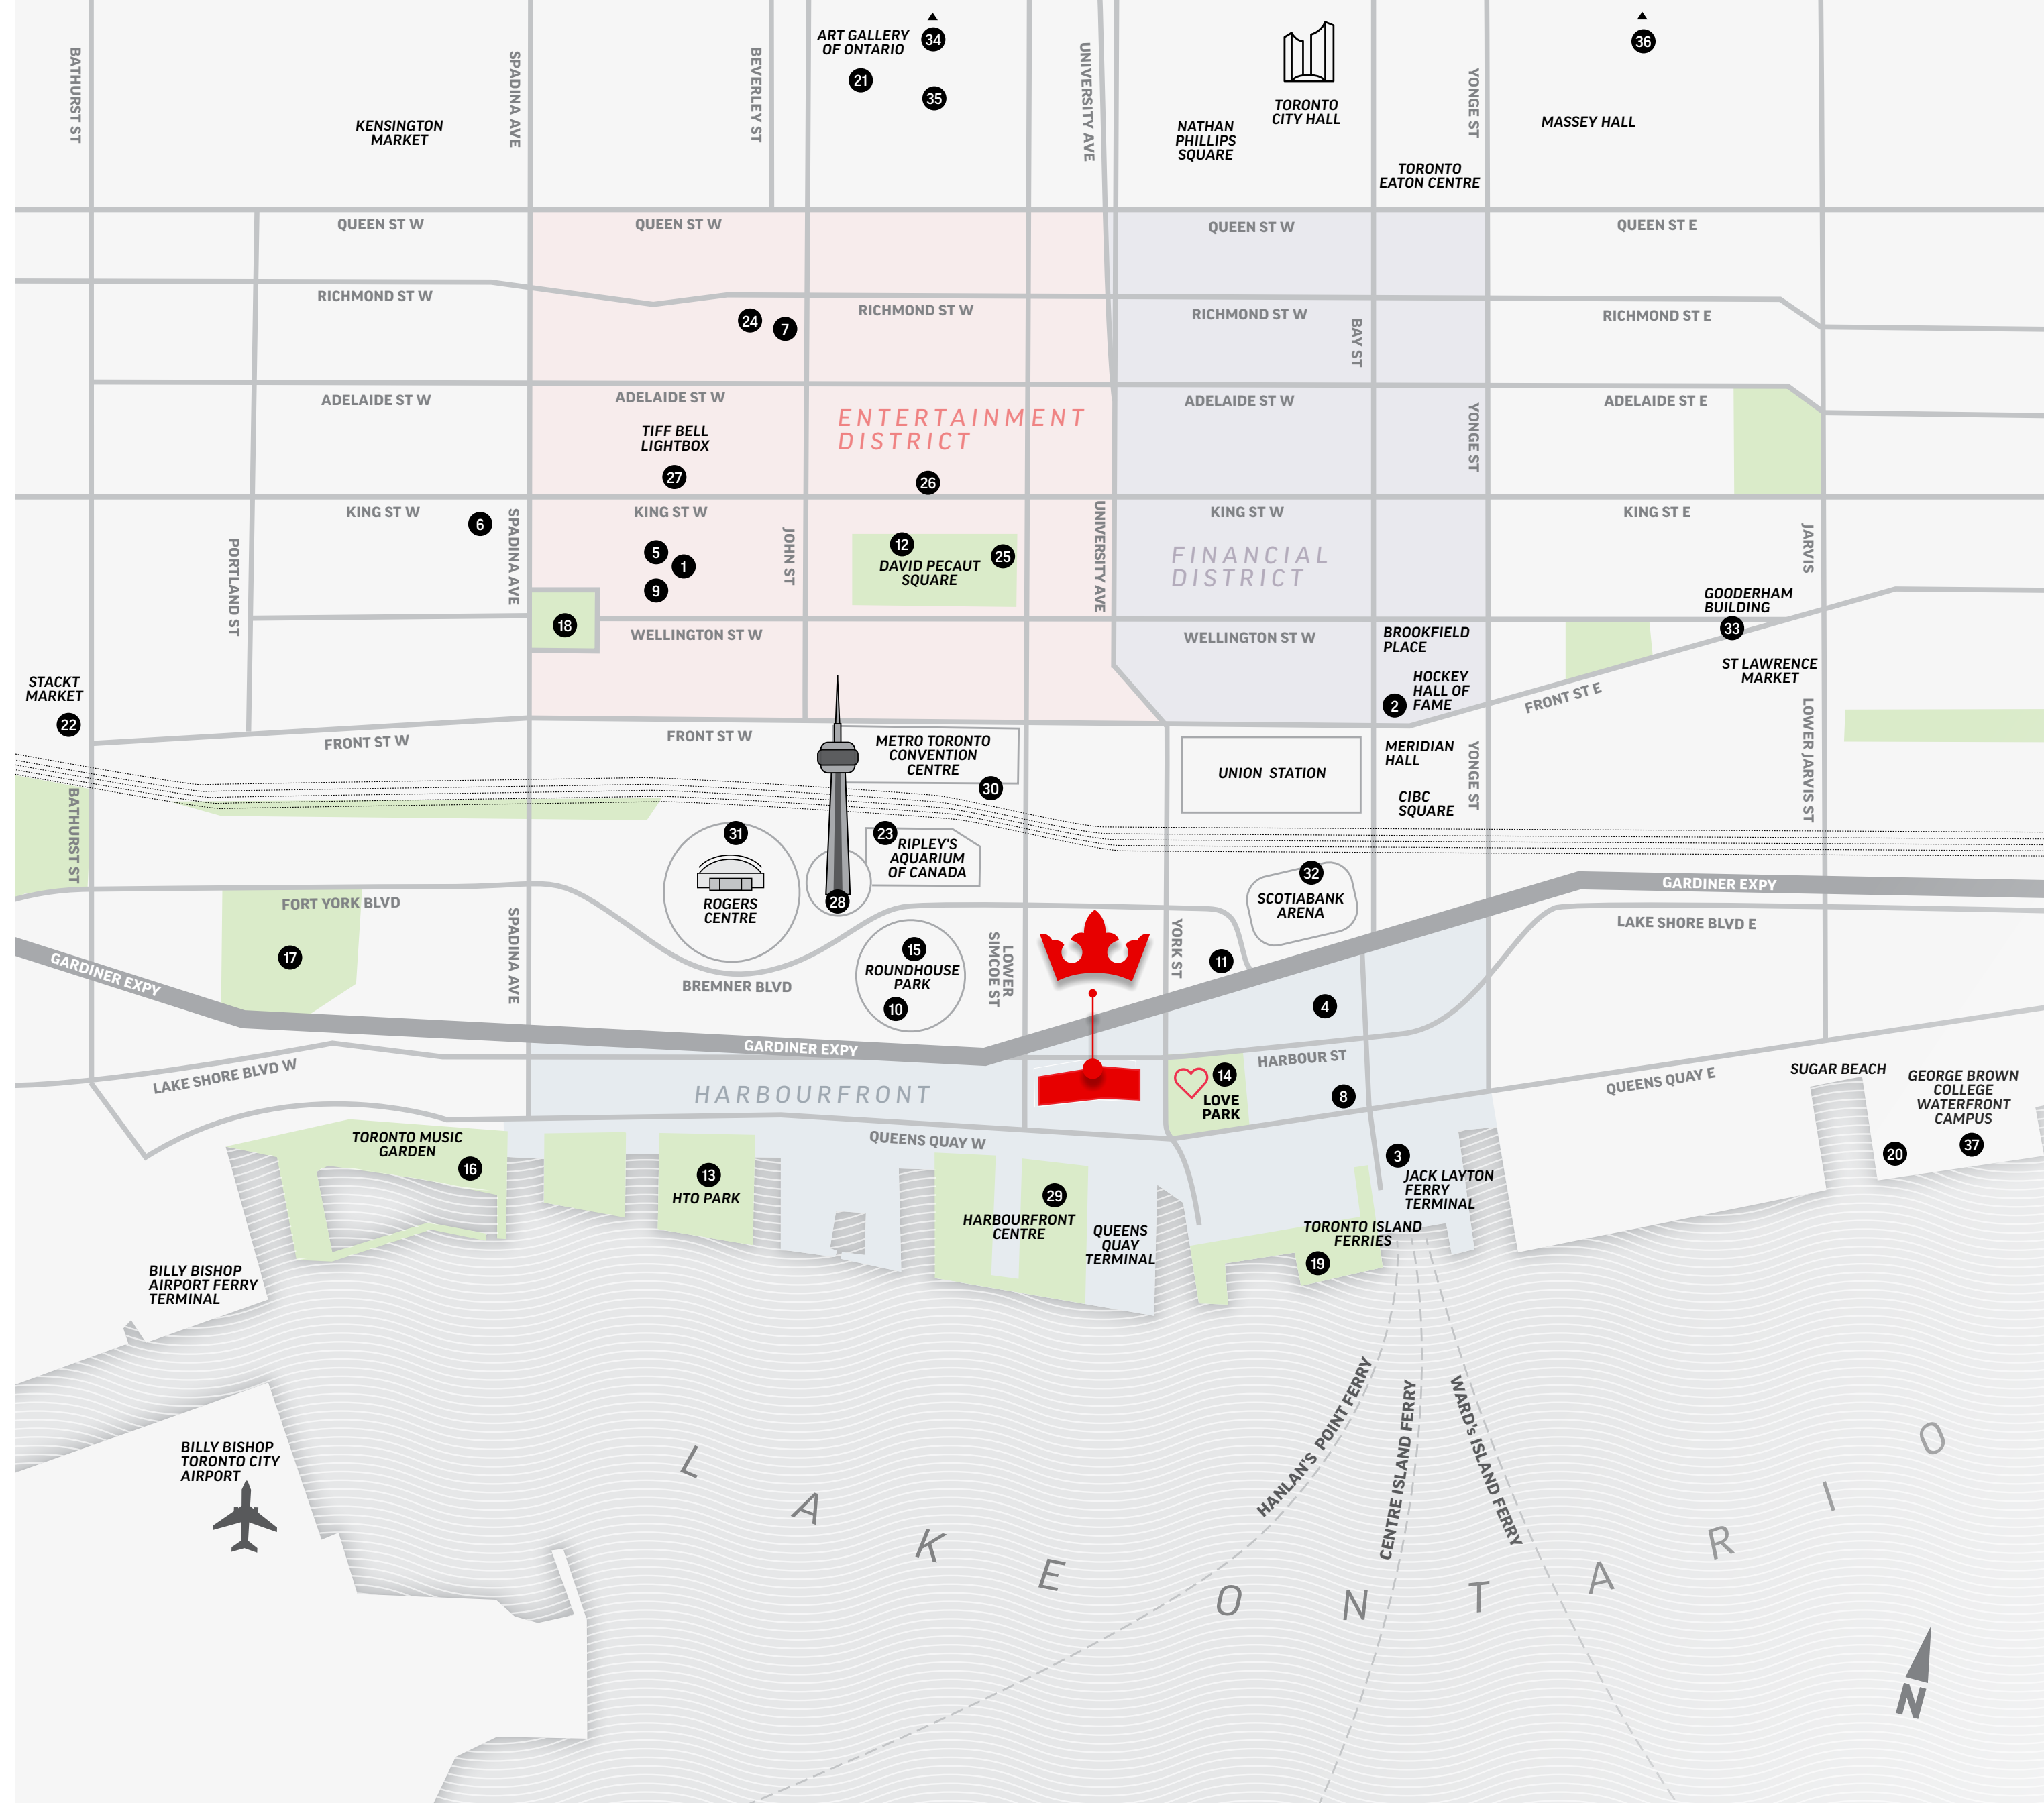 BATHURST ST
SPADINA AVE
BEVERLEY ST
ART GALLERY
OF ONTARIO
34
21
35
UNIVERSITY AVE
TORONTO
CITY HALL
NATHAN
PHILLIPS
SQUARE
YONGE ST
TORONTO
EATON CENTRE
36
MASSEY HALL
KENSINGTON
MARKET
QUEEN ST W
QUEEN ST W
QUEEN ST W
QUEEN ST E
RICHMOND ST W
24
7
RICHMOND ST W
RICHMOND ST W
BAY ST
RICHMOND ST E
ADELAIDE ST W
ADELAIDE ST W
ADELAIDE ST W
YONGE ST
ADELAIDE ST E
TIFF BELL
LIGHTBOX
27
ENTERTAINMENT
DISTRICT
26
KING ST W
6
SPADINA AVE
KING ST W
5
1
9
JOHN ST
12
DAVID PECAUT
SQUARE
25
UNIVERSITY AVE
KING ST W
FINANCIAL
DISTRICT
KING ST E
JARVIS
PORTLAND ST
18
WELLINGTON ST W
WELLINGTON ST W
BROOKFIELD
PLACE
2
HOCKEY
HALL OF
FAME
GOODERHAM
BUILDING
33
ST LAWRENCE
MARKET
FRONT ST E
LOWER JARVIS ST
STACKT
MARKET
22
FRONT ST W
FRONT ST W
METRO TORONTO
CONVENTION
CENTRE
30
UNION STATION
MERIDIAN
HALL
CIBC
SQUARE
YONGE ST
BATHURST ST
31
ROGERS
CENTRE
28
23
RIPLEY'S
AQUARIUM
OF CANADA
32
SCOTIABANK
ARENA
GARDINER EXPY
LAKE SHORE BLVD E
FORT YORK BLVD
17
GARDINER EXPY
SPADINA AVE
BREMNER BLVD
15
ROUNDHOUSE
PARK
10
LOWER
SIMCOE ST
YORK ST
11
4
GARDINER EXPY
LAKE SHORE BLVD W
HARBOURFRONT
14
LOVE
PARK
HARBOUR ST
8
QUEENS QUAY E
SUGAR BEACH
GEORGE BROWN
COLLEGE
WATERFRONT
CAMPUS
20
37
TORONTO MUSIC
GARDEN
16
13
HTO PARK
QUEENS QUAY W
29
HARBOURFRONT
CENTRE
QUEENS
QUAY
TERMINAL
3
JACK LAYTON
FERRY
TERMINAL
TORONTO ISLAND
FERRIES
19
BILLY BISHOP
AIRPORT FERRY
TERMINAL
BILLY BISHOP
TORONTO CITY
AIRPORT
HANLAN'S POINT FERRY
CENTRE ISLAND FERRY
WARD's ISLAND FERRY
LAKE ONTARIO
N